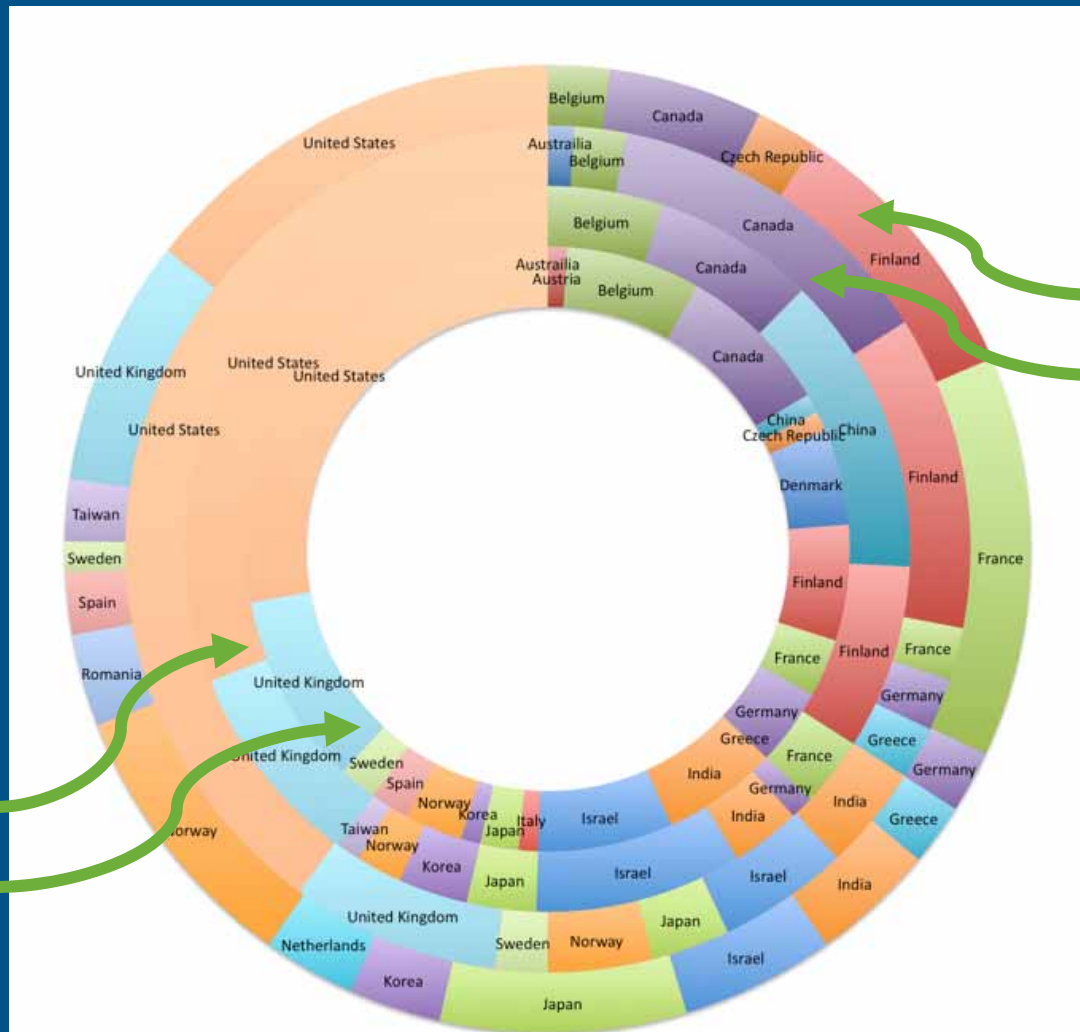 Belgium
Canada
Czech Republic
Finland
France
Germany
Greece
India
Israel
Japan
Korea
Netherlands
Norway
Romania
Spain
Sweden
Taiwan
United Kingdom
United States
Austrailia
Belgium
Canada
Finland
France
Germany
Greece
India
Israel
Japan
Norway
Sweden
United Kingdom
United States
Belgium
Canada
China
Finland
France
Germany
India
Israel
Japan
Korea
Norway
Taiwan
United Kingdom
United States
Austrailia
Austria
Belgium
Canada
China
Czech Republic
Denmark
Finland
France
Germany
Greece
India
Israel
Italy
Japan
Korea
Norway
Spain
Sweden
United Kingdom
United States